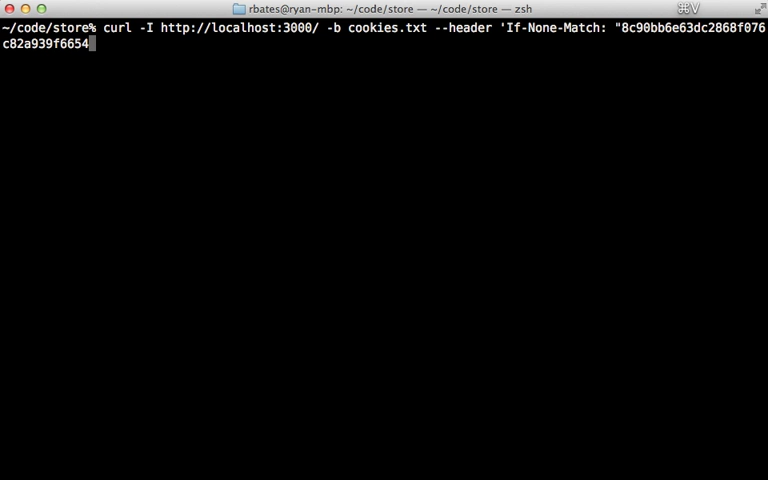 rbates@ryan-mbp: ~/code/store — ~/code/store — zsh
⌘V
~/code/store% curl -I http://localhost:3000/ -b cookies.txt --header 'If-None-Match: "8c90bb6e63dc2868f076
c82a939f6654